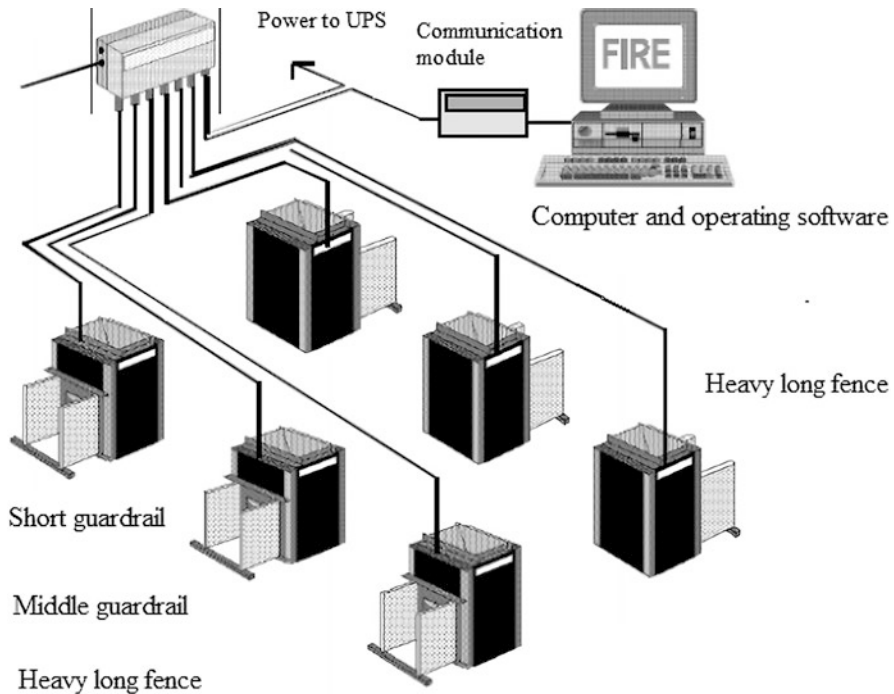 Power to UPS
Communication
module
FIRE
Computer and operating software
Heavy long fence
Short guardrail
Middle guardrail
Heavy long fence